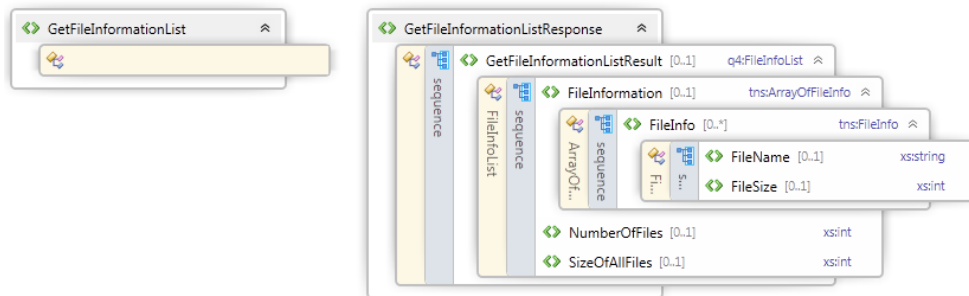 GetFileInformationList
GetFileInformationListResponse
GetFileInformationListResult [0..1] q4:FileInfoList
sequence
FileInformation [0..1] tns:ArrayOfFileInfo
FileInfoList
sequence
FileInfo [0..*] tns:FileInfo
ArrayOf...
sequence
FileName [0..1] xs:string
Fi...
s...
FileSize [0..1] xs:int
NumberOfFiles [0..1] xs:int
SizeOfAllFiles [0..1] xs:int